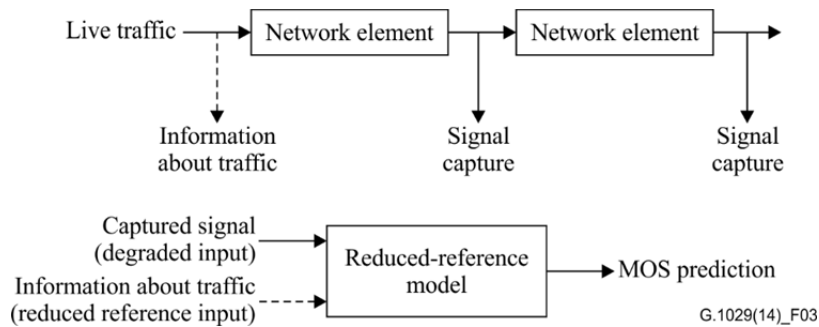 Live traffic
Network element
Network element
Information
about traffic
Signal
capture
Signal
capture
Captured signal
(degraded input)
Information about traffic
(reduced reference input)
Reduced-reference
model
MOS prediction
G.1029(14)_F03